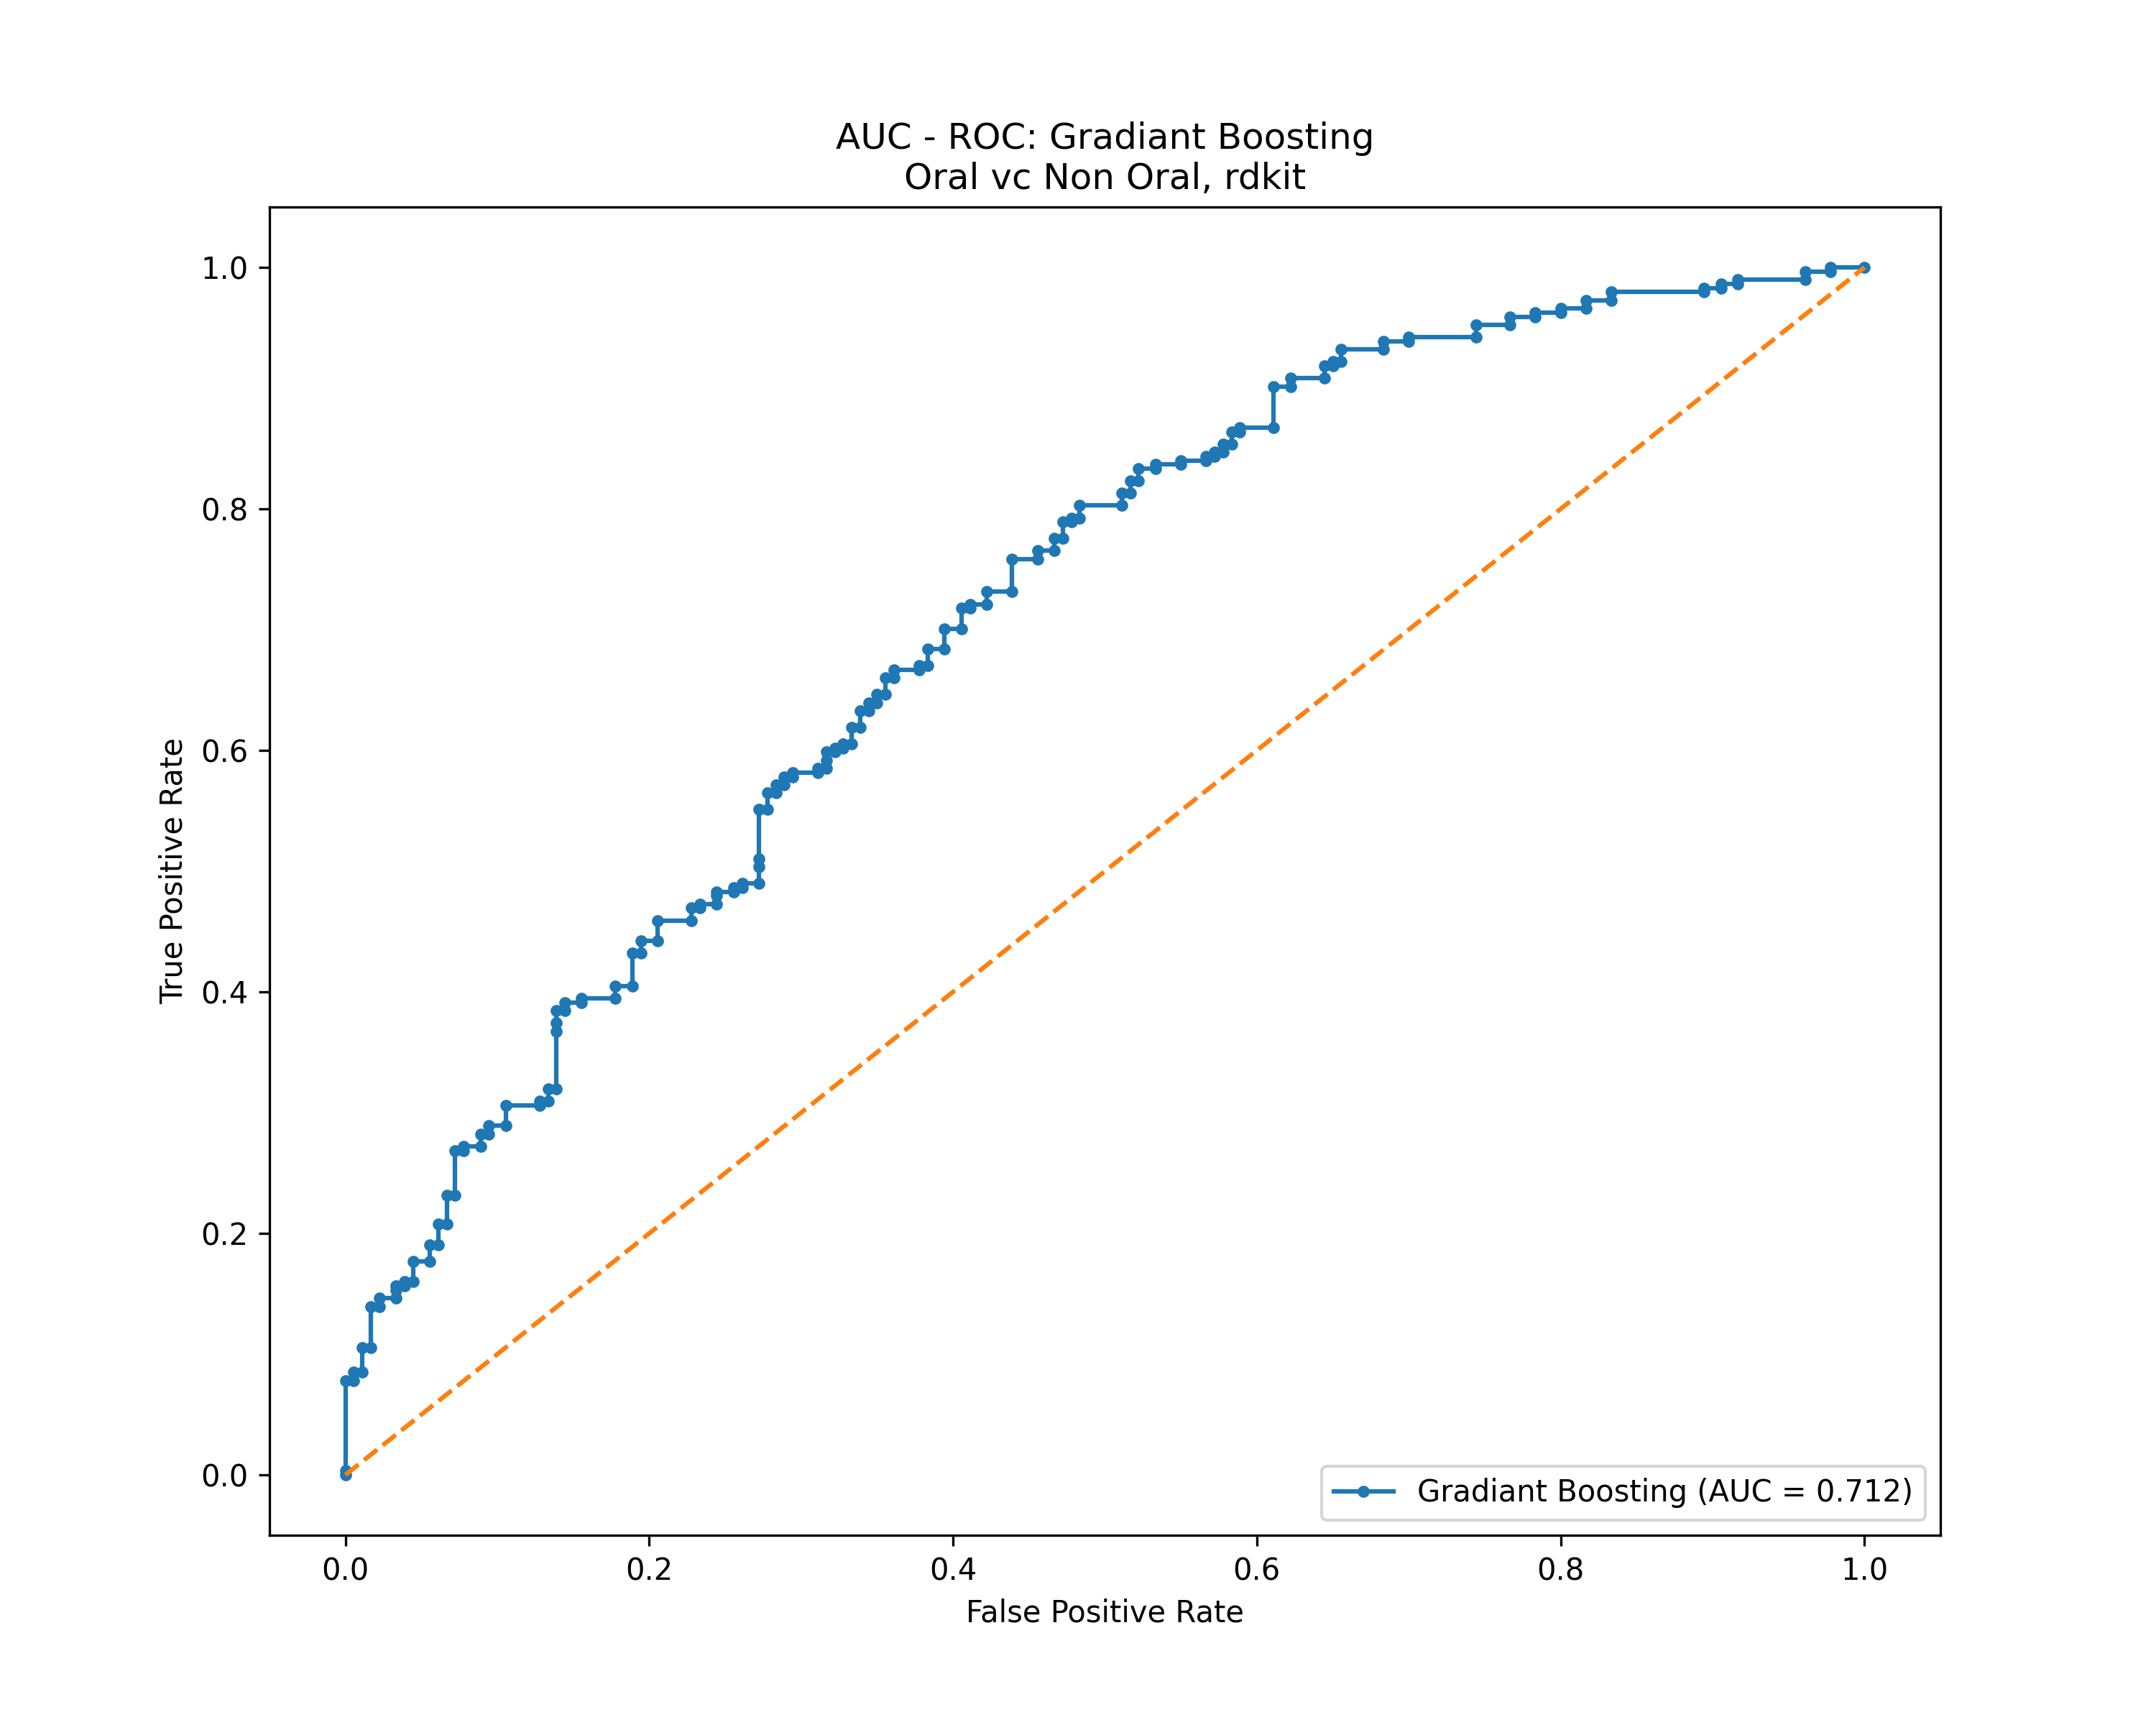 AUC - ROC: Gradiant Boosting
Oral vc Non Oral, rdkit
True Positive Rate
1.0
0.8
0.6
0.4
0.2
0.0
Gradiant Boosting (AUC = 0.712)
0.0 0.2 0.4 0.6 0.8 1.0
False Positive Rate